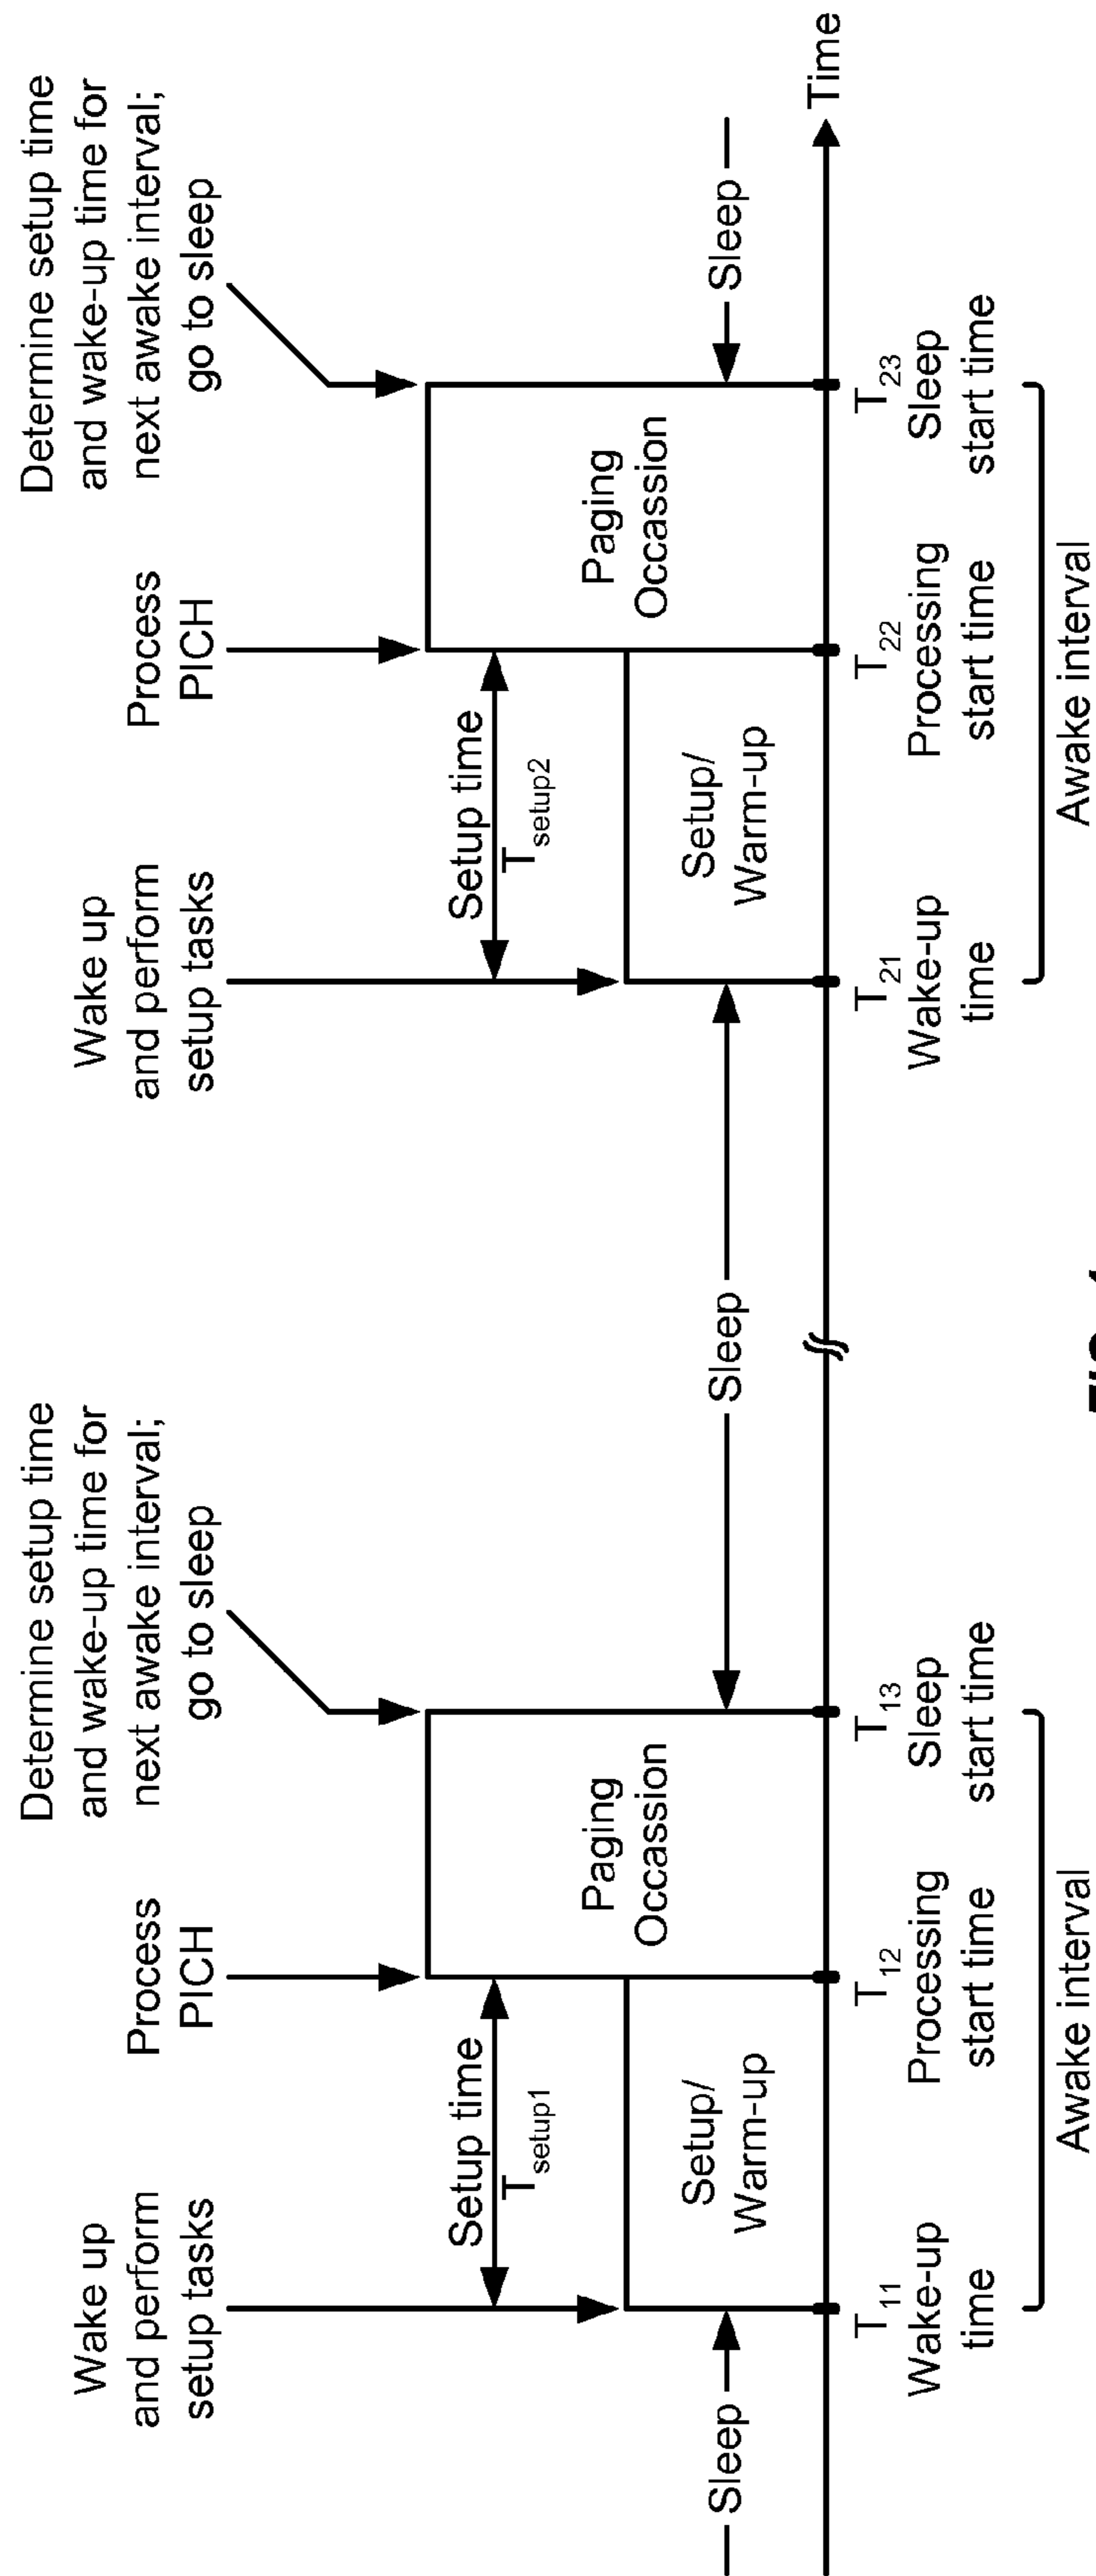 Wake up
and perform
setup tasks
Process
PICH
Determine setup time
and wake-up time for
next awake interval;
go to sleep
Wake up
and perform
setup tasks
Process
PICH
Determine setup time
and wake-up time for
next awake interval;
go to sleep
Setup time
Tsetup1
Setup time
Tsetup2
Paging
Occassion
Paging
Occassion
Setup/
Warm-up
Setup/
Warm-up
Sleep
Sleep
Sleep
Time
T11
Wake-up
time
T12
Processing
start time
T13
Sleep
start time
T21
Wake-up
time
T22
Processing
start time
T23
Sleep
start time
Awake interval
Awake interval